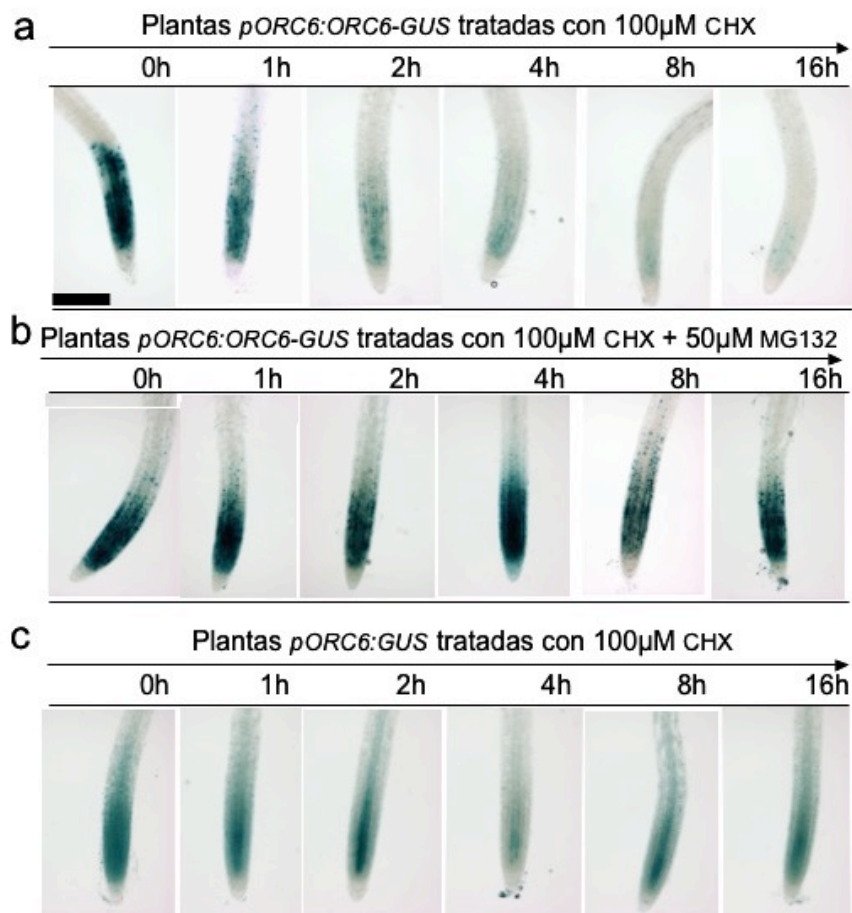 a Plantas pORC6:ORC6-GUS tratadas con 100µM CHX
0h 1h 2h 4h 8h 16h
b Plantas pORC6:ORC6-GUS tratadas con 100µM CHX + 50µM MG132
0h 1h 2h 4h 8h 16h
c Plantas pORC6:GUS tratadas con 100µM CHX
0h 1h 2h 4h 8h 16h